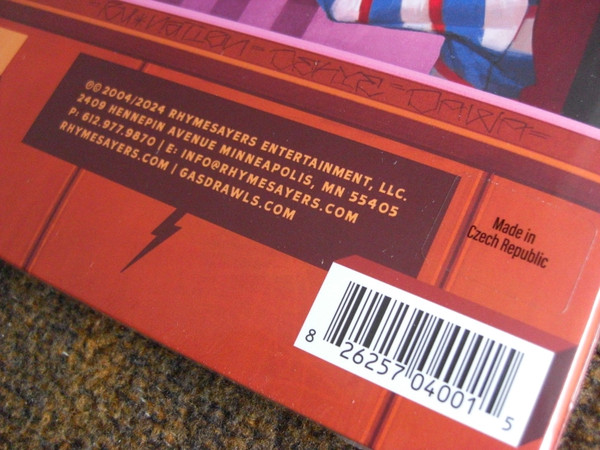 ℗© 2004/2024 RHYMESAYERS ENTERTAINMENT, LLC.
2409 HENNEPIN AVENUE MINNEAPOLIS, MN 55405
P: 612.977.9870 | E: INFO@RHYMESAYERS.COM
RHYMESAYERS.COM | GASDRAWLS.COM
Made in
Czech Republic
8 26257 04001 5